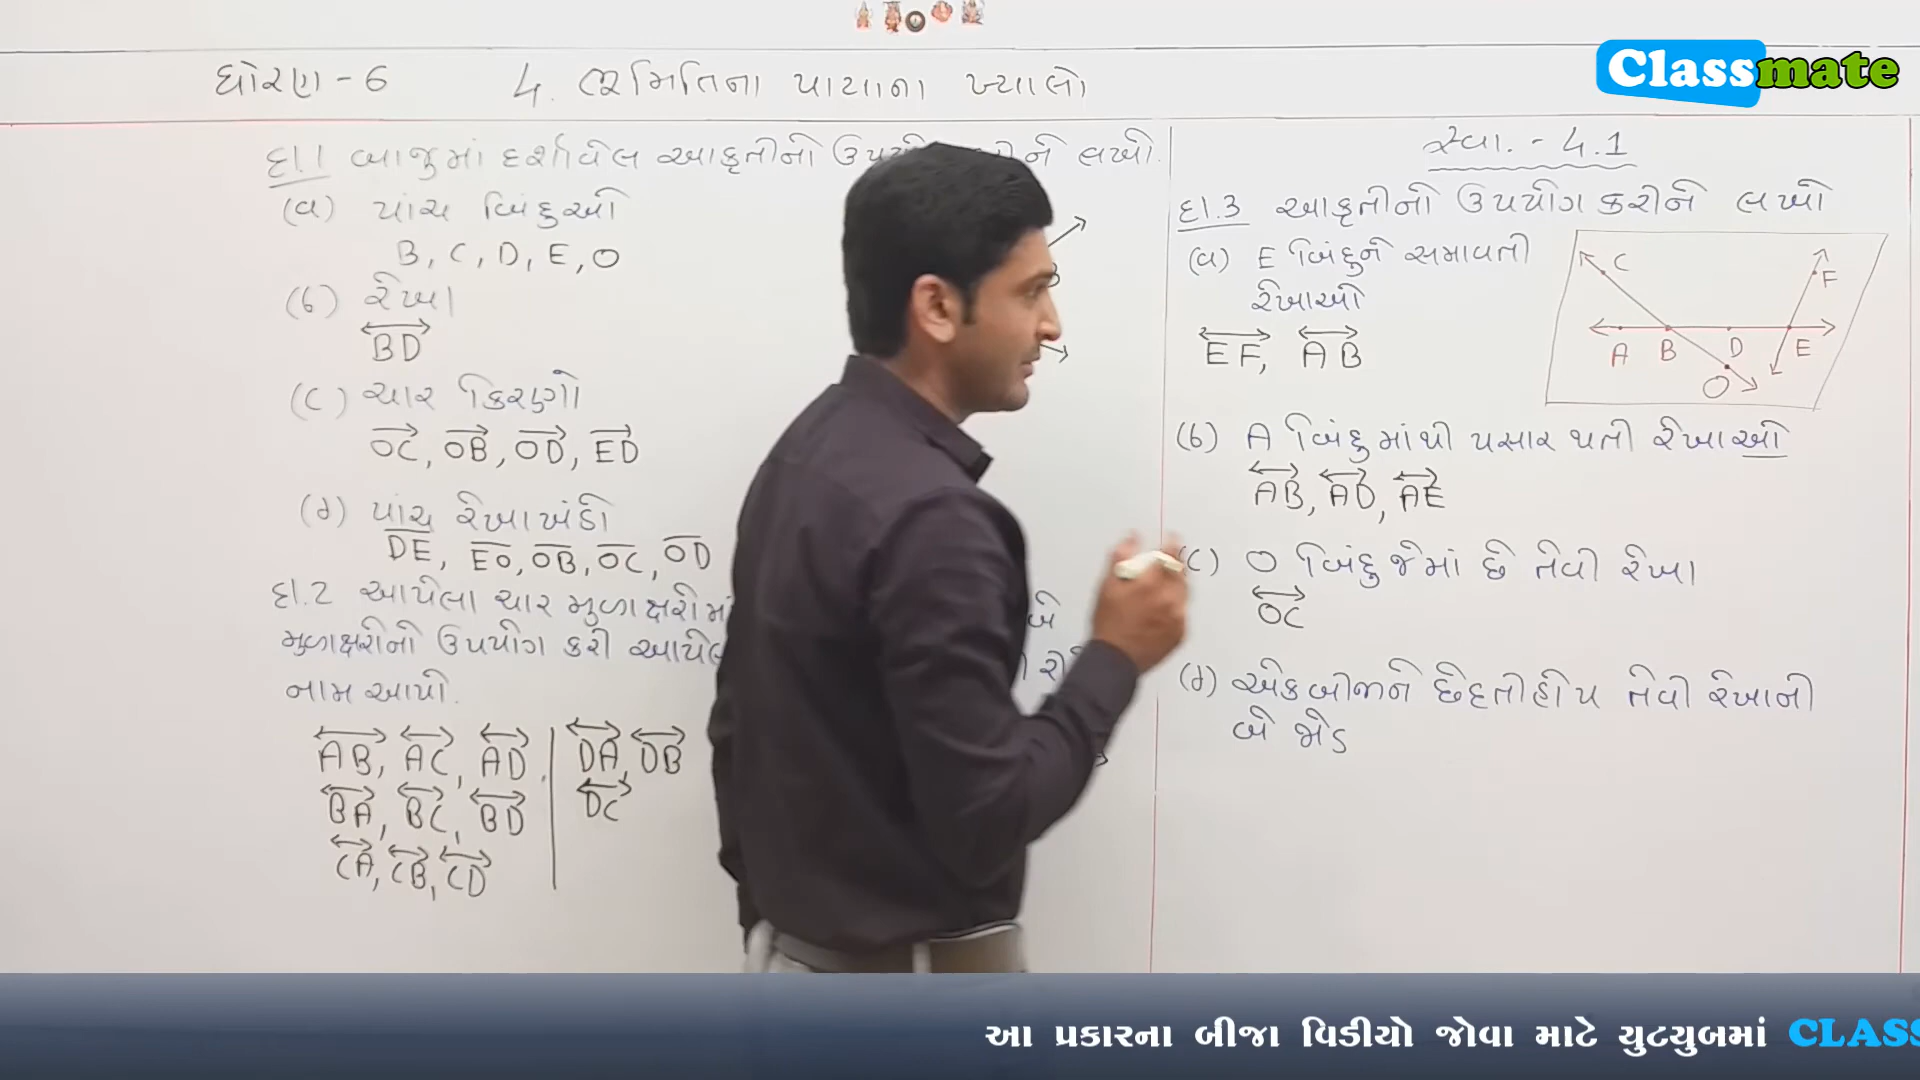 Classmate
ધોરણ - 6 4. ભૂમિતિના પાયાના ખ્યાલો
દા.1 બાજુમાં દર્શાવેલ આકૃતીનો ને લખો.
(a) પાંચ બિંદુઓ
B, C, D, E, O
(b) રેખા
BD
(c) ચાર કિરણો
OC, OB, OD, ED
(d) પાંચ રેખાખંડો
DE, EO, OB, OC, OD
દા.2 આપેલા ચાર મુળાક્ષરોમાં
મુળાક્ષરોનો ઉપયોગ કરી
નામ આપો.
AB, AC, AD
BA, BC, BD
CA, CB, CD
DA, DB
DC
સ્વા. - 4.1
દા.3 આકૃતીનો ઉપયોગ કરીને લખો
(a) E બિંદુને સમાવતી
રેખાઓ
EF, AB
C F A B D E O
(b) A બિંદુમાંથી પસાર થતી રેખાઓ
AB, AD, AE
(c) O બિંદુ જેમાં છે તેવી રેખા
OC
(d) એકબીજાને છેદતી હોય તેવી રેખાની
બે જોડ
આ પ્રકારના બીજા વિડીયો જોવા માટે યુટયુબમાં CLASS